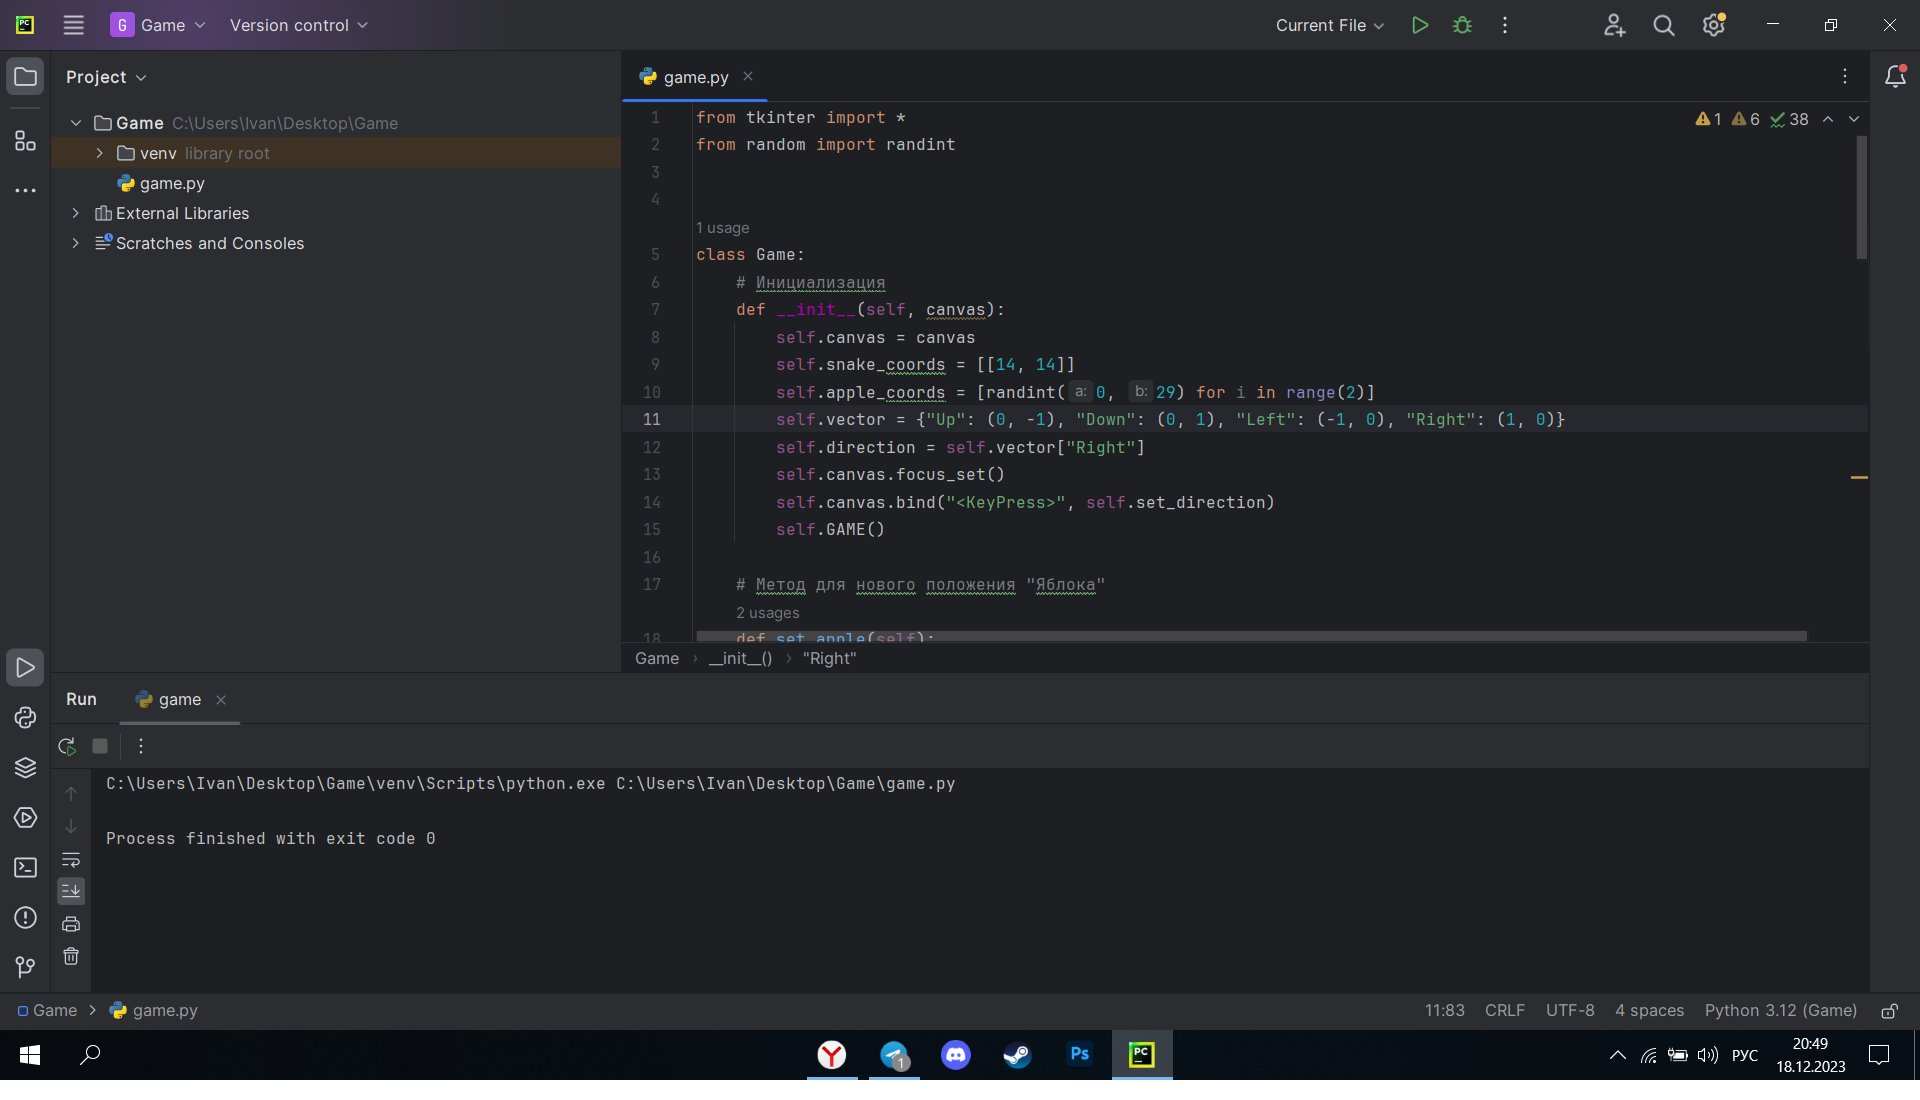 PC
G Game Version control Current File
Project
Game C:\Users\Ivan\Desktop\Game
venv library root
game.py
External Libraries
Scratches and Consoles
game.py
1 6 38
1 from tkinter import *
2 from random import randint
3
4
1 usage
5 class Game:
6 # Инициализация
7 def __init__(self, canvas):
8 self.canvas = canvas
9 self.snake_coords = [[14, 14]]
10 self.apple_coords = [randint( a: 0, b: 29) for i in range(2)]
11 self.vector = {"Up": (0, -1), "Down": (0, 1), "Left": (-1, 0), "Right": (1, 0)}
12 self.direction = self.vector["Right"]
13 self.canvas.focus_set()
14 self.canvas.bind("<KeyPress>", self.set_direction)
15 self.GAME()
16
17 # Метод для нового положения "Яблока"
2 usages
18 def set_apple(self):
Game › __init__() › "Right"
Run game
C:\Users\Ivan\Desktop\Game\venv\Scripts\python.exe C:\Users\Ivan\Desktop\Game\game.py
Process finished with exit code 0
Game > game.py 11:83 CRLF UTF-8 4 spaces Python 3.12 (Game)
Y 1 Ps PC РУС
20:49
18.12.2023